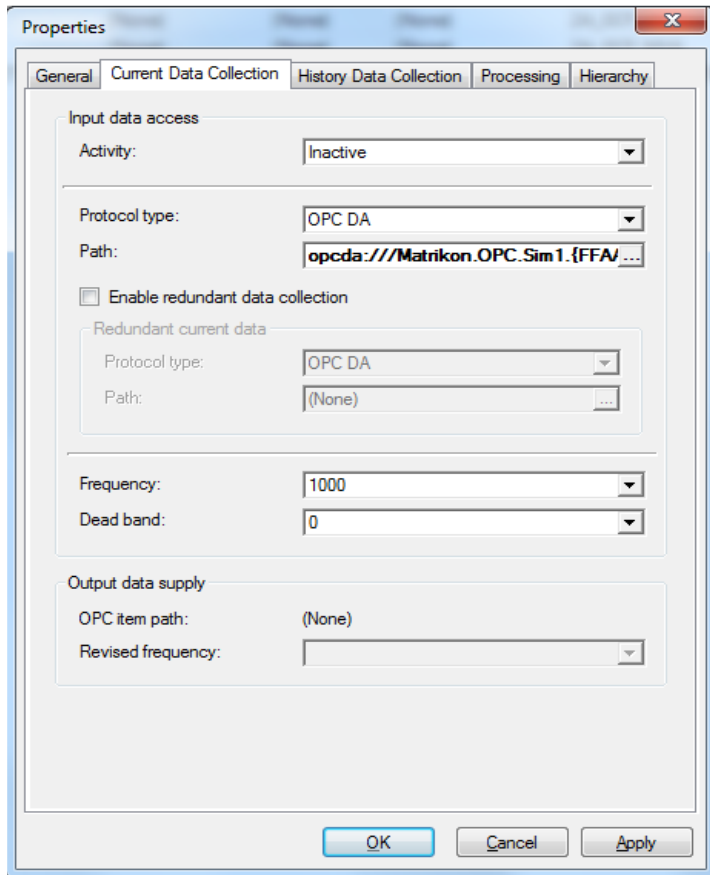 Properties
General Current Data Collection History Data Collection Processing Hierarchy
Input data access
Activity: Inactive
Protocol type: OPC DA
Path: opcda:///Matrikon.OPC.Sim1.{FFA/ ...
Enable redundant data collection
Redundant current data
Protocol type: OPC DA
Path: (None) ...
Frequency: 1000
Dead band: 0
Output data supply
OPC item path: (None)
Revised frequency:
OK Cancel Apply